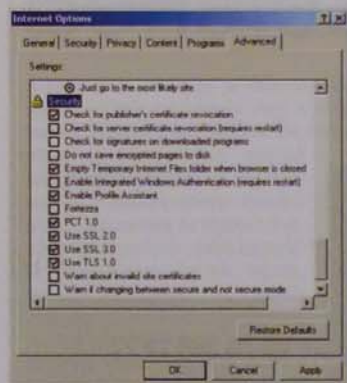 Internet Options
General Security Privacy Content Programs Advanced
Settings:
Just go to the most likely site
Security
Check for publisher's certificate revocation
Check for server certificate revocation (requires restart)
Check for signatures on downloaded programs
Do not save encrypted pages to disk
Empty Temporary Internet Files folder when browser is closed
Enable Integrated Windows Authentication (requires restart)
Enable Profile Assistant
Fortezza
PCT 1.0
Use SSL 2.0
Use SSL 3.0
Use TLS 1.0
Warn about invalid site certificates
Warn if changing between secure and not secure mode
Restore Defaults
OK Cancel Apply